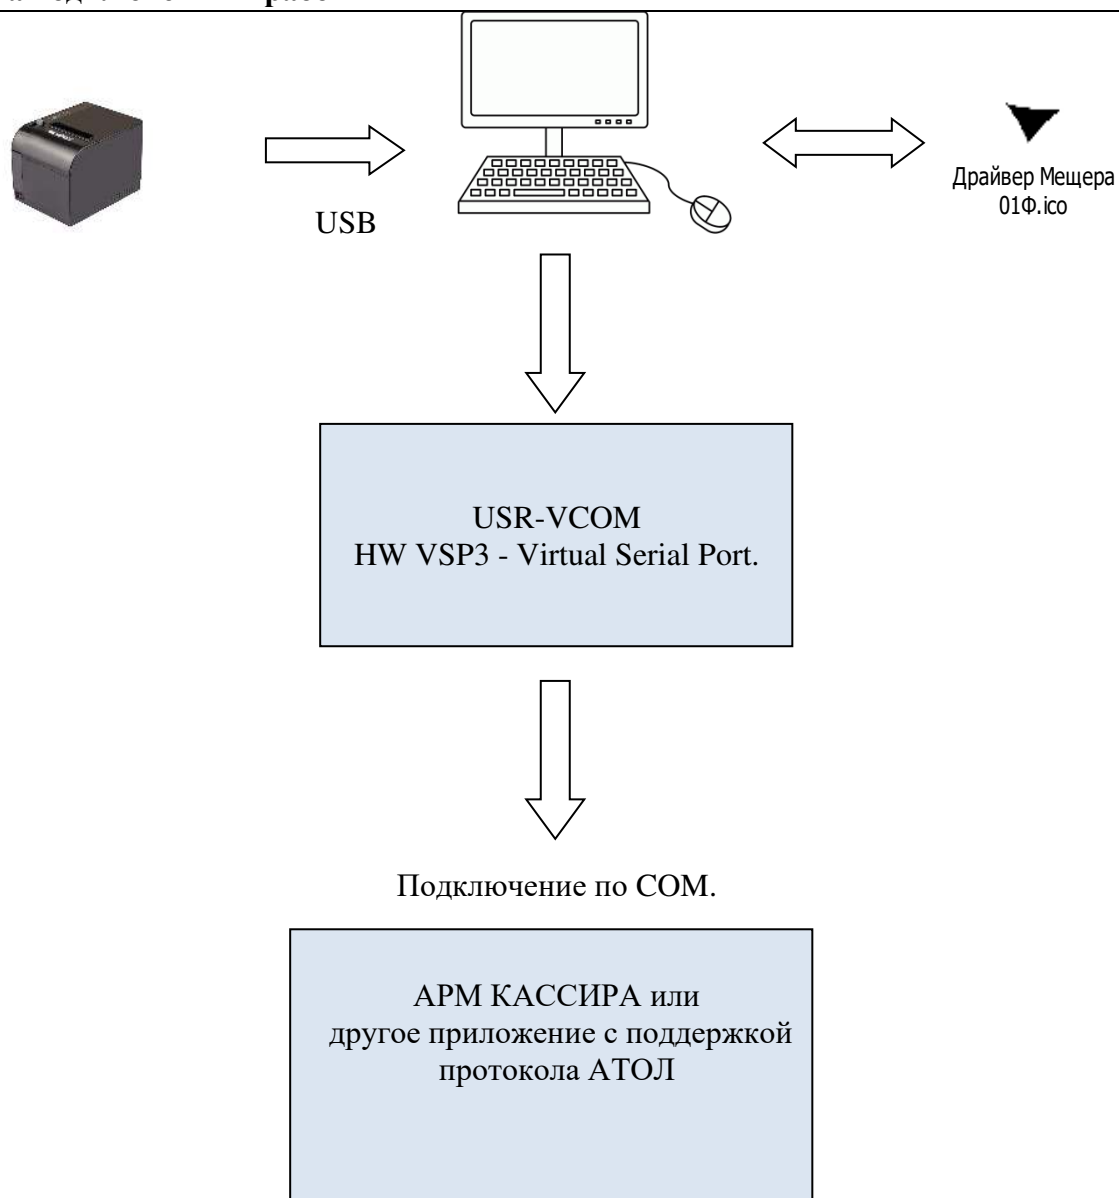 USB
Драйвер Мещера
01Ф.ico
USR-VCOM
HW VSP3 - Virtual Serial Port.
Подключение по COM.
АРМ КАССИРА или
другое приложение с поддержкой
протокола АТОЛ